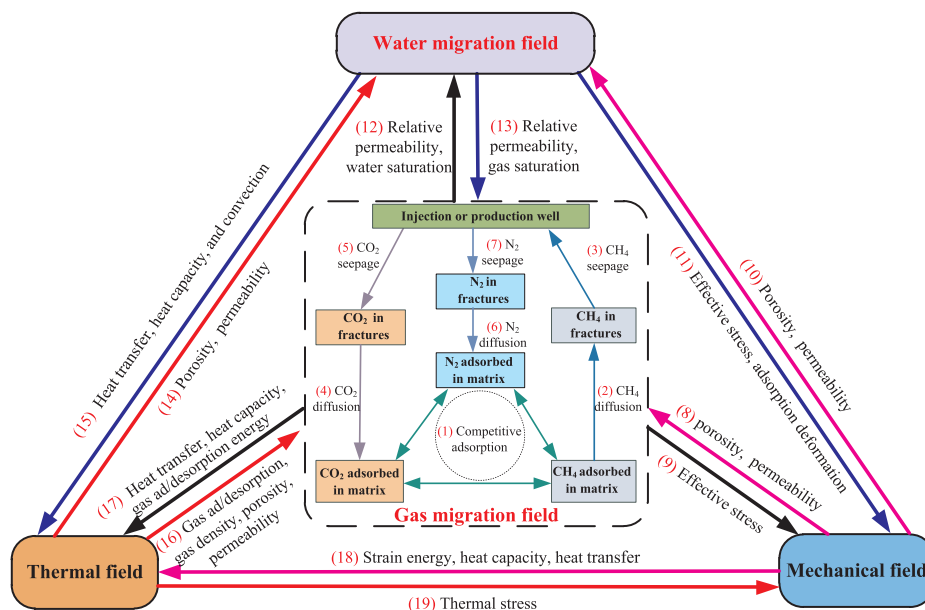 Water migration field
(12) Relative
permeability,
water saturation
(13) Relative
permeability,
gas saturation
Injection or production well
(5) CO2
seepage
(7) N2
seepage
(3) CH4
seepage
N2 in
fractures
CO2 in
fractures
CH4 in
fractures
(6) N2
diffusion
N2 adsorbed
in matrix
(4) CO2
diffusion
(2) CH4
diffusion
(1) Competitive
adsorption
CO2 adsorbed
in matrix
CH4 adsorbed
in matrix
Gas migration field
(15) Heat transfer, heat capacity, and convection
(14) Porosity, permeability
(10) Porosity, permeability
(11) Effective stress, adsorption deformation
(17) Heat transfer, heat capacity,
gas ad/desorption energy
(16) Gas ad/desorption,
gas density, porosity,
permeability
(8) porosity, permeability
(9) Effective
stress
Thermal field
(18) Strain energy, heat capacity, heat transfer
(19) Thermal stress
Mechanical field